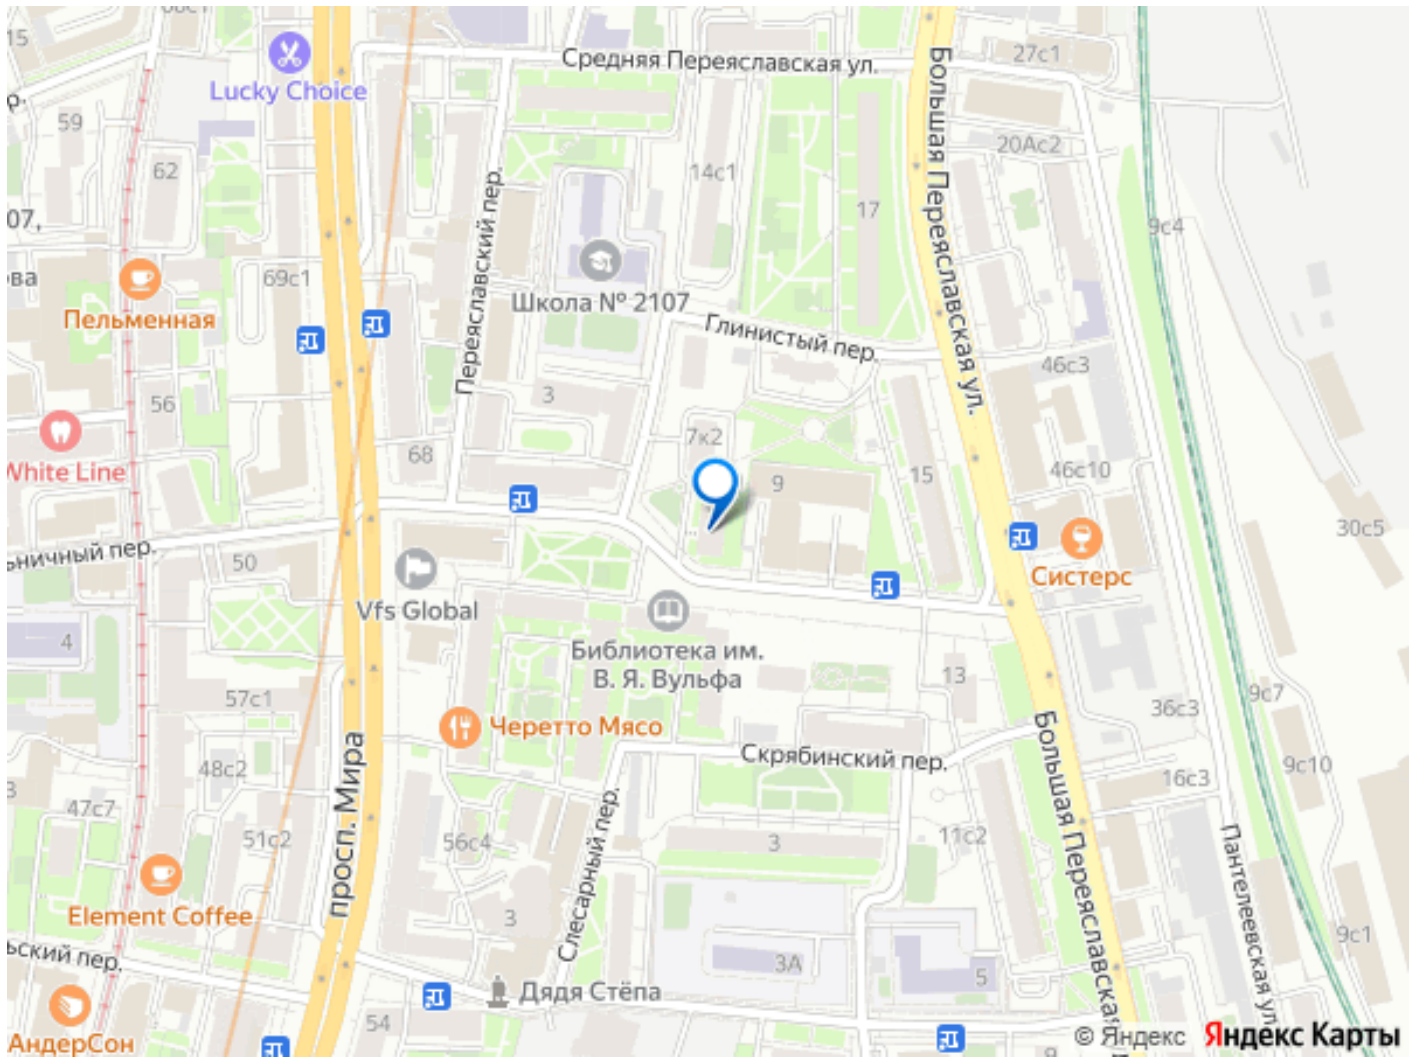 15
Lucky Choice
59
62
07,
ова
Пельменная
69с1
56
White Line
68
ьничный пер.
50
4
57с1
48с2
47с7
51с2
3
Element Coffee
ьский пер.
АндерСон
54
просп. Мира
Средняя Переяславская ул.
Переяславский пер.
14с1
17
Школа № 2107
Глинистый пер.
3
7к2
9
15
Vfs Global
Библиотека им.
В. Я. Вульфа
Черетто Мясо
Скрябинский пер.
13
56с4
3
3
11с2
Слесарный пер.
3А
5
Дядя Стёпа
9
Большая Переяславская ул.
27с1
20Ас2
9с4
46с3
46с10
Систерс
30с5
36с3
9с7
9с10
16с3
Большая Переяславская
Пантелеевская ул.
9с1
© Яндекс Яндекс Карты